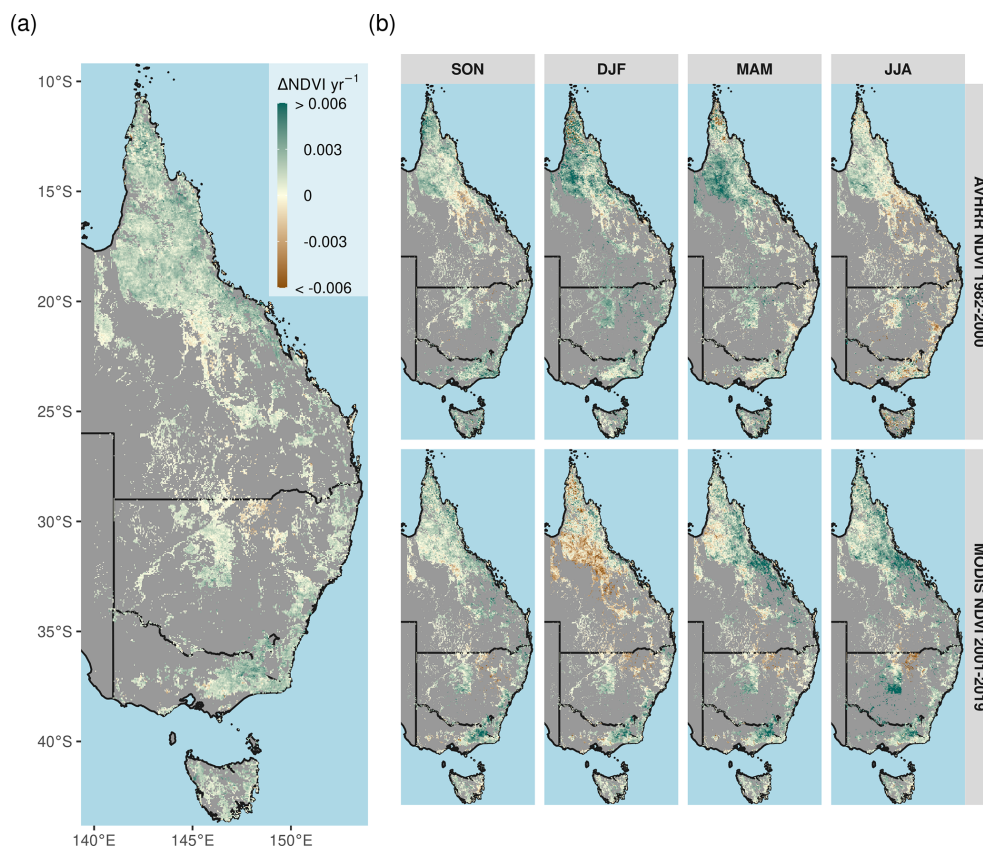 (a)
(b)
ΔNDVI yr⁻¹
> 0.006
0.003
0
-0.003
< -0.006
10°S
15°S
20°S
25°S
30°S
35°S
40°S
140°E
145°E
150°E
SON
DJF
MAM
JJA
AVHRR NDVI 1982-2000
MODIS NDVI 2001-2019